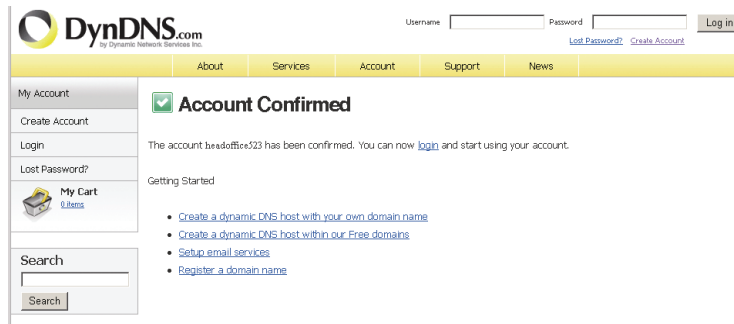 DynDNS.com
by Dynamic Network Services Inc.
Username
Password
Log in
Lost Password? Create Account
About Services Account Support News
My Account
Create Account
Login
Lost Password?
My Cart
0 items
Search
Search
Account Confirmed
The account headoffice523 has been confirmed. You can now login and start using your account.
Getting Started
• Create a dynamic DNS host with your own domain name
• Create a dynamic DNS host within our Free domains
• Setup email services
• Register a domain name